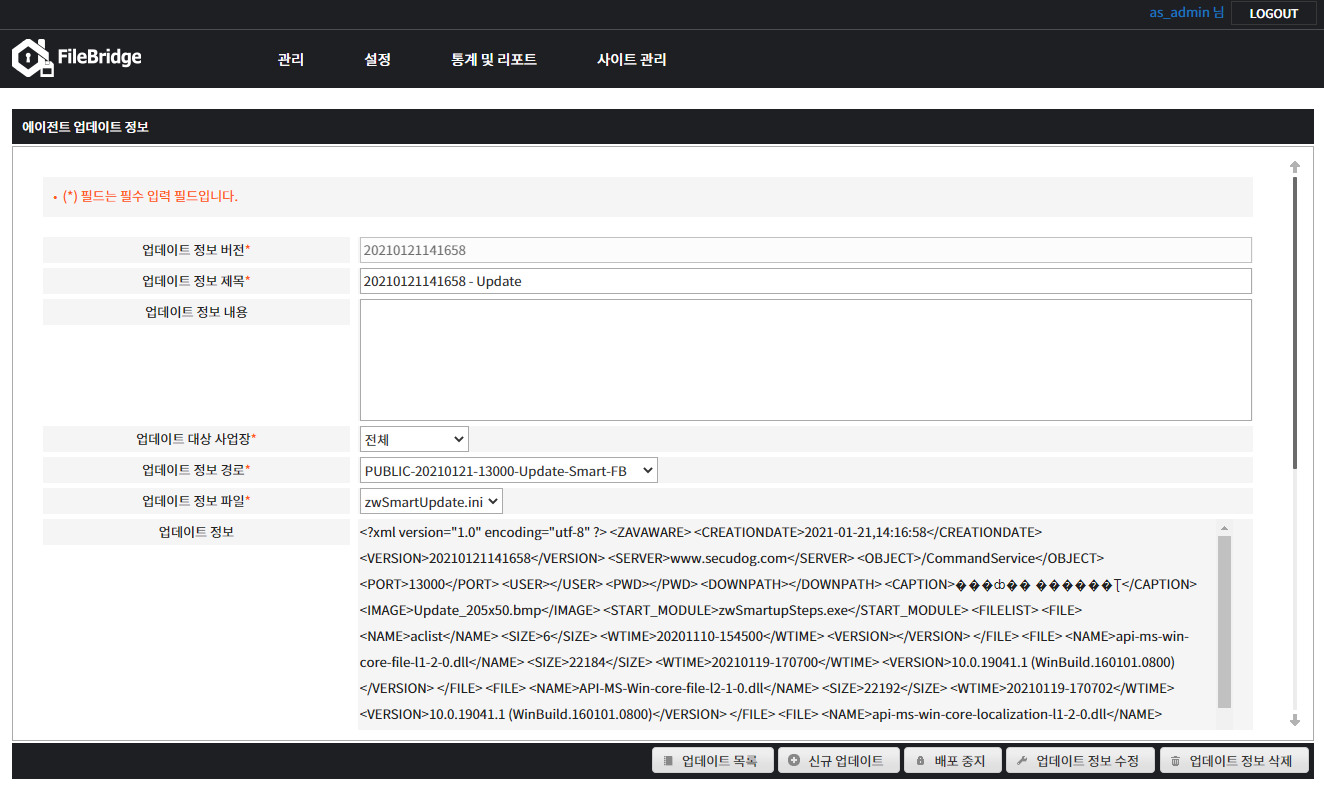 as_admin 님 LOGOUT
FileBridge 관리 설정 통계 및 리포트 사이트 관리
에이전트 업데이트 정보
• (*) 필드는 필수 입력 필드입니다.
업데이트 정보 버전* 20210121141658
업데이트 정보 제목* 20210121141658 - Update
업데이트 정보 내용
업데이트 대상 사업장* 전체
업데이트 정보 경로* PUBLIC-20210121-13000-Update-Smart-FB
업데이트 정보 파일* zwSmartUpdate.ini
업데이트 정보 <?xml version="1.0" encoding="utf-8" ?> <ZAVAWARE> <CREATIONDATE>2021-01-21,14:16:58</CREATIONDATE>
<VERSION>20210121141658</VERSION> <SERVER>www.secudog.com</SERVER> <OBJECT>/CommandService</OBJECT>
<PORT>13000</PORT> <USER></USER> <PWD></PWD> <DOWNPATH></DOWNPATH> <CAPTION>���ȸ�� ������Ʈ</CAPTION>
<IMAGE>Update_205x50.bmp</IMAGE> <START_MODULE>zwSmartupSteps.exe</START_MODULE> <FILELIST> <FILE>
<NAME>aclist</NAME> <SIZE>6</SIZE> <WTIME>20201110-154500</WTIME> <VERSION></VERSION> </FILE> <FILE> <NAME>api-ms-win-
core-file-l1-2-0.dll</NAME> <SIZE>22184</SIZE> <WTIME>20210119-170700</WTIME> <VERSION>10.0.19041.1 (WinBuild.160101.0800)
</VERSION> </FILE> <FILE> <NAME>API-MS-Win-core-file-l2-1-0.dll</NAME> <SIZE>22192</SIZE> <WTIME>20210119-170702</WTIME>
<VERSION>10.0.19041.1 (WinBuild.160101.0800)</VERSION> </FILE> <FILE> <NAME>api-ms-win-core-localization-l1-2-0.dll</NAME>
업데이트 목록 신규 업데이트 배포 중지 업데이트 정보 수정 업데이트 정보 삭제